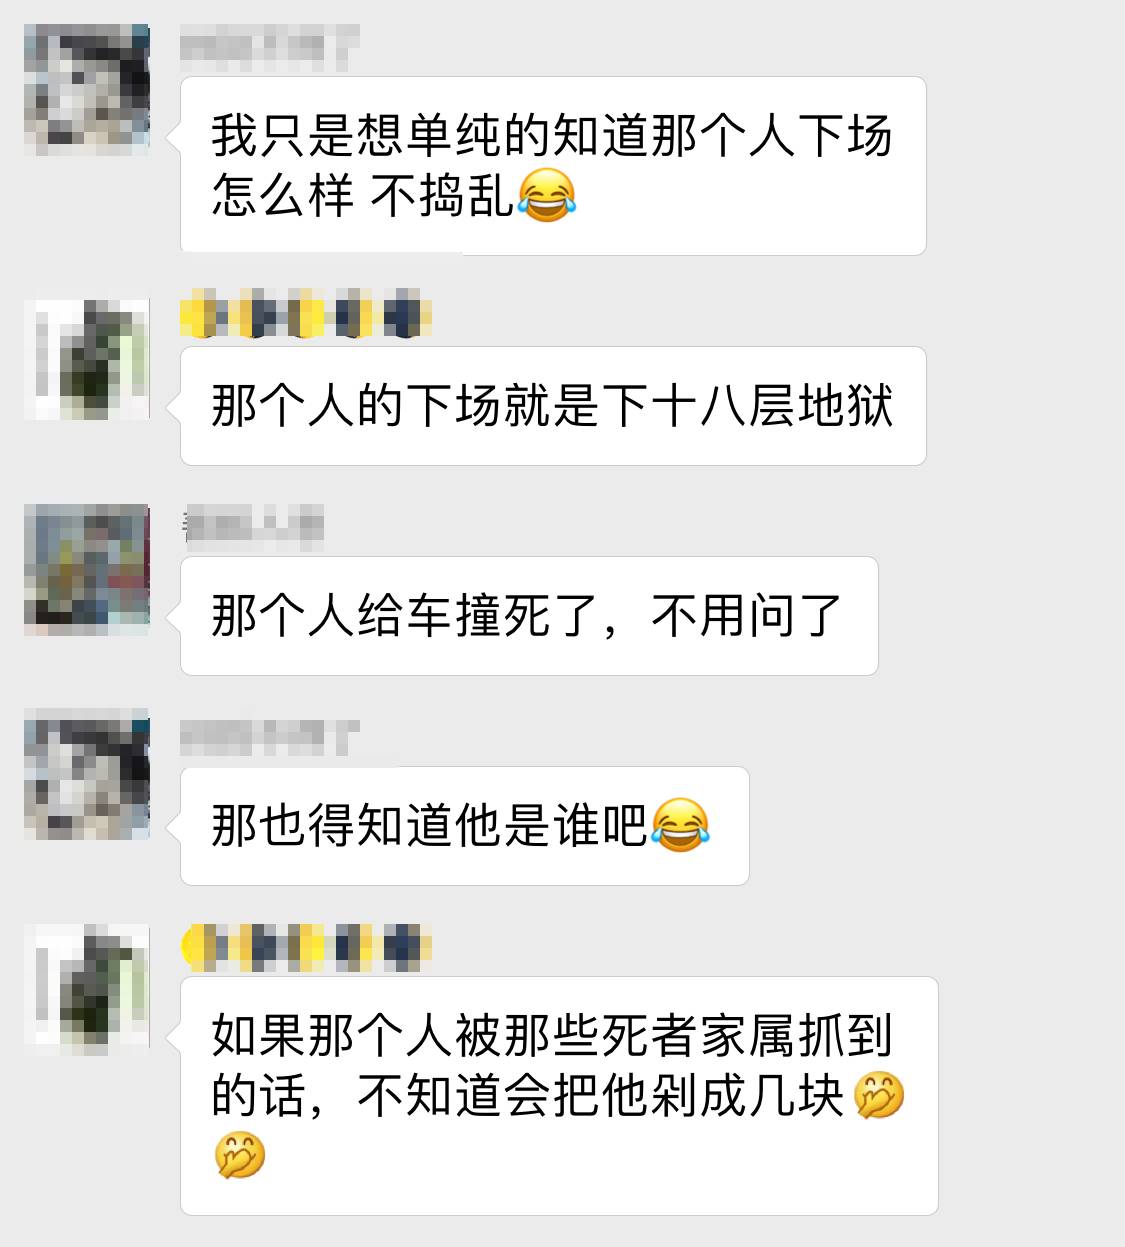 我只是想单纯的知道那个人下场
怎么样 不捣乱😂
那个人的下场就是下十八层地狱
那个人给车撞死了，不用问了
那也得知道他是谁吧😂
如果那个人被那些死者家属抓到
的话，不知道会把他剁成几块🤭
🤭